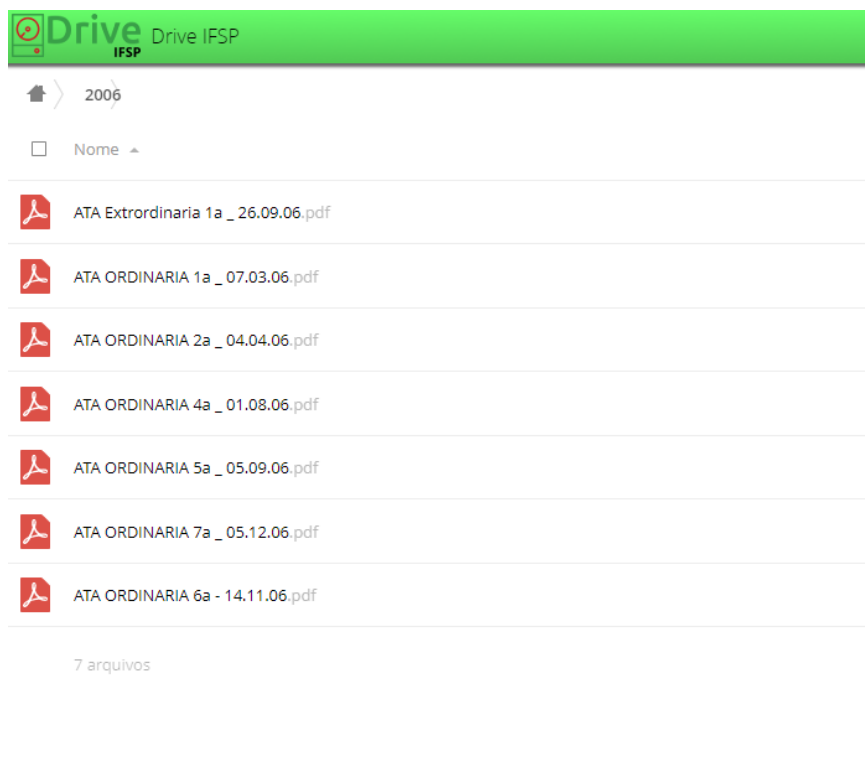 Drive IFSP Drive IFSP
2006
Nome
ATA Extrordinaria 1a _ 26.09.06.pdf
ATA ORDINARIA 1a _ 07.03.06.pdf
ATA ORDINARIA 2a _ 04.04.06.pdf
ATA ORDINARIA 4a _ 01.08.06.pdf
ATA ORDINARIA 5a _ 05.09.06.pdf
ATA ORDINARIA 7a _ 05.12.06.pdf
ATA ORDINARIA 6a - 14.11.06.pdf
7 arquivos